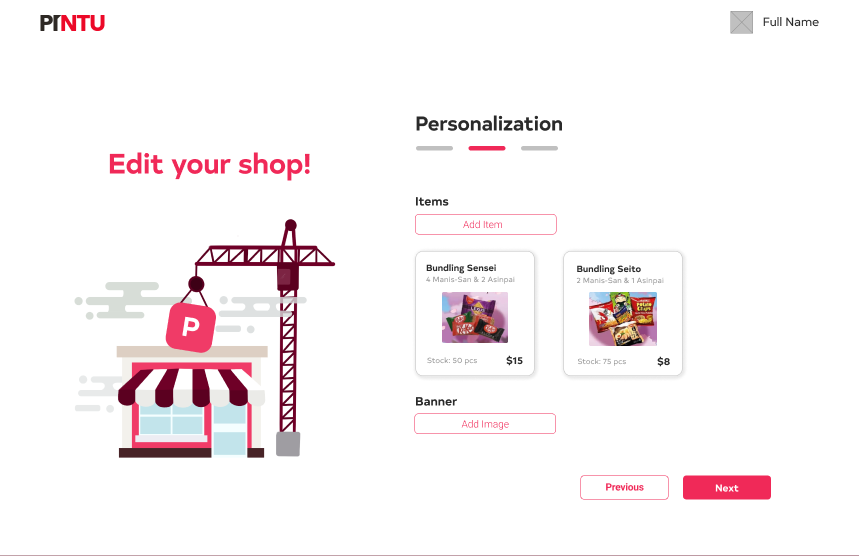 PINTU
Full Name
Edit your shop!
P
Personalization
Items
Add Item
Bundling Sensei
4 Manis-San & 2 Asinpai
Stock: 50 pcs
$15
Bundling Seito
2 Manis-San & 1 Asinpai
Stock: 75 pcs
$8
Banner
Add Image
Previous
Next